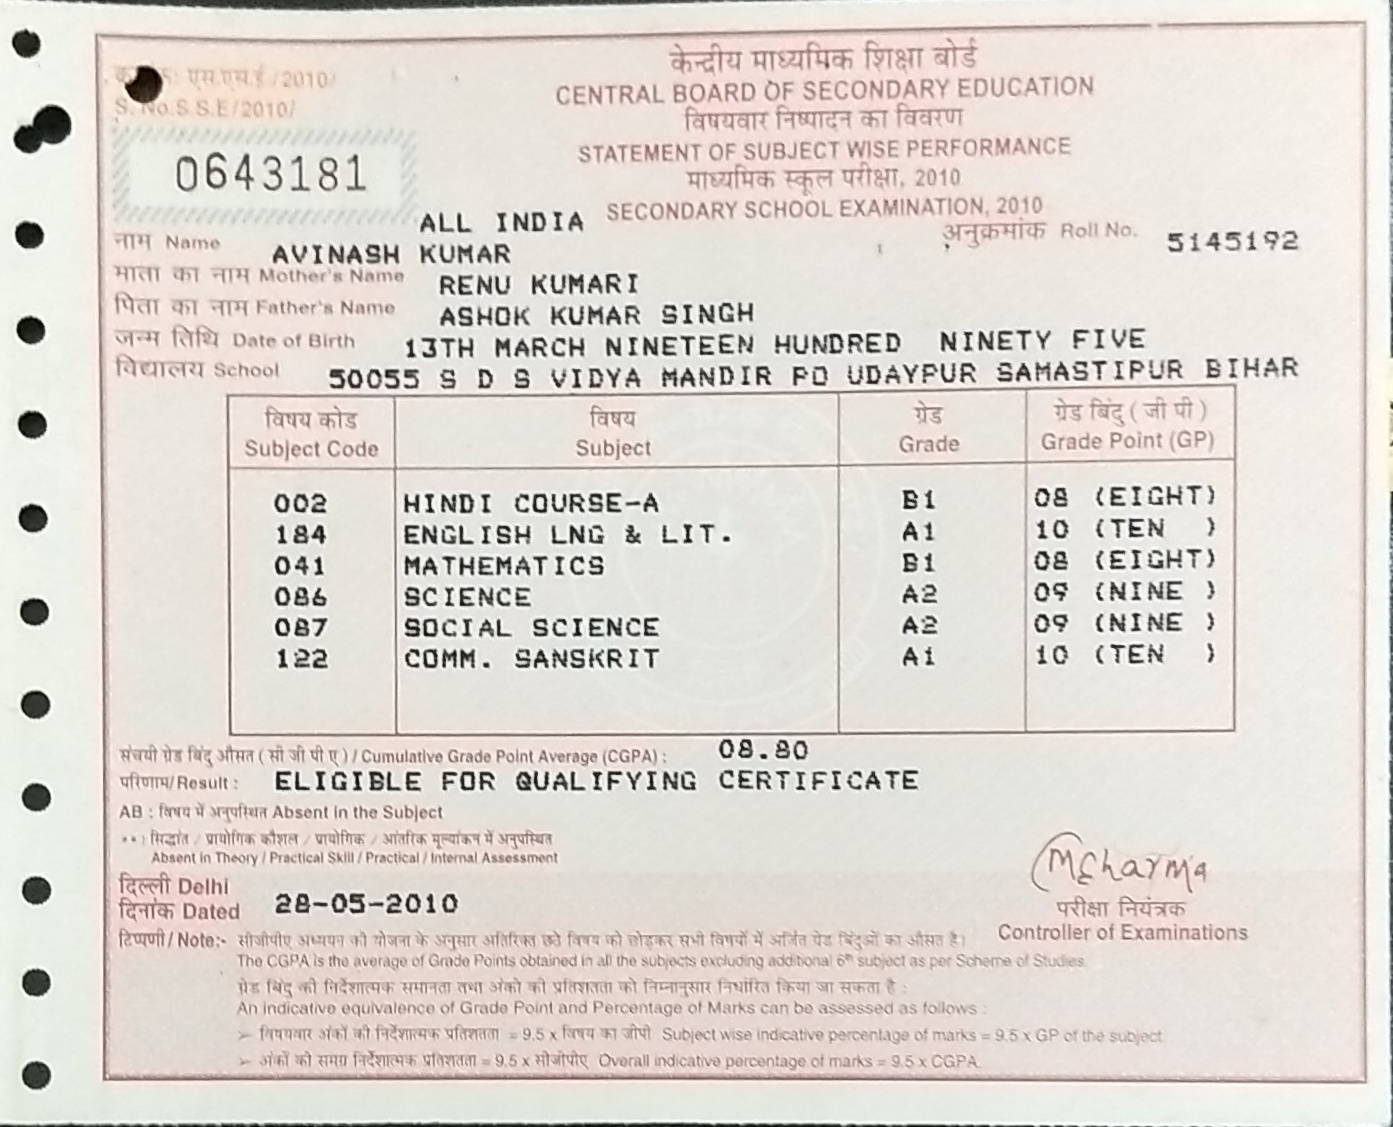 केन्द्रीय माध्यमिक शिक्षा बोर्ड
एस.एस.ई/2010/
CENTRAL BOARD OF SECONDARY EDUCATION
S. No.S.S.E/2010/
विषयवार निष्पादन का विवरण
STATEMENT OF SUBJECT WISE PERFORMANCE
0643181
माध्यमिक स्कूल परीक्षा, 2010
ALL INDIA SECONDARY SCHOOL EXAMINATION, 2010
नाम Name AVINASH KUMAR अनुक्रमांक Roll No. 5145192
माता का नाम Mother's Name RENU KUMARI
पिता का नाम Father's Name ASHOK KUMAR SINGH
जन्म तिथि Date of Birth 13TH MARCH NINETEEN HUNDRED NINETY FIVE
विद्यालय School 50055 S D S VIDYA MANDIR PO UDAYPUR SAMASTIPUR BIHAR
विषय कोड विषय ग्रेड ग्रेड बिंदु ( जी पी )
Subject Code Subject Grade Grade Point (GP)
002 HINDI COURSE-A B1 08 (EIGHT)
184 ENGLISH LNG & LIT. A1 10 (TEN )
041 MATHEMATICS B1 08 (EIGHT)
086 SCIENCE A2 09 (NINE )
087 SOCIAL SCIENCE A2 09 (NINE )
122 COMM. SANSKRIT A1 10 (TEN )
संचयी ग्रेड बिंदु औसत ( सी जी पी ए ) / Cumulative Grade Point Average (CGPA) : 08.80
परिणाम/Result : ELIGIBLE FOR QUALIFYING CERTIFICATE
AB : विषय में अनुपस्थित Absent in the Subject
** : सिद्धांत / प्रायोगिक कौशल / प्रायोगिक / आंतरिक मूल्यांकन में अनुपस्थित
Absent in Theory / Practical Skill / Practical / Internal Assessment
MSharma
दिल्ली Delhi
दिनांक Dated 28-05-2010
परीक्षा नियंत्रक
Controller of Examinations
टिप्पणी / Note:- सीजीपीए अध्ययन की योजना के अनुसार अतिरिक्त छठे विषय को छोड़कर सभी विषयों में अर्जित ग्रेड बिंदुओं का औसत है।
The CGPA is the average of Grade Points obtained in all the subjects excluding additional 6th subject as per Scheme of Studies.
ग्रेड बिंदु की निर्देशात्मक समानता तथा अंकों की प्रतिशतता को निम्नानुसार निर्धारित किया जा सकता है :
An indicative equivalence of Grade Point and Percentage of Marks can be assessed as follows :
➢ विषयवार अंकों की निर्देशात्मक प्रतिशतता = 9.5 x विषय का जीपी Subject wise indicative percentage of marks = 9.5 x GP of the subject
➢ अंकों की समग्र निर्देशात्मक प्रतिशतता = 9.5 x सीजीपीए Overall indicative percentage of marks = 9.5 x CGPA